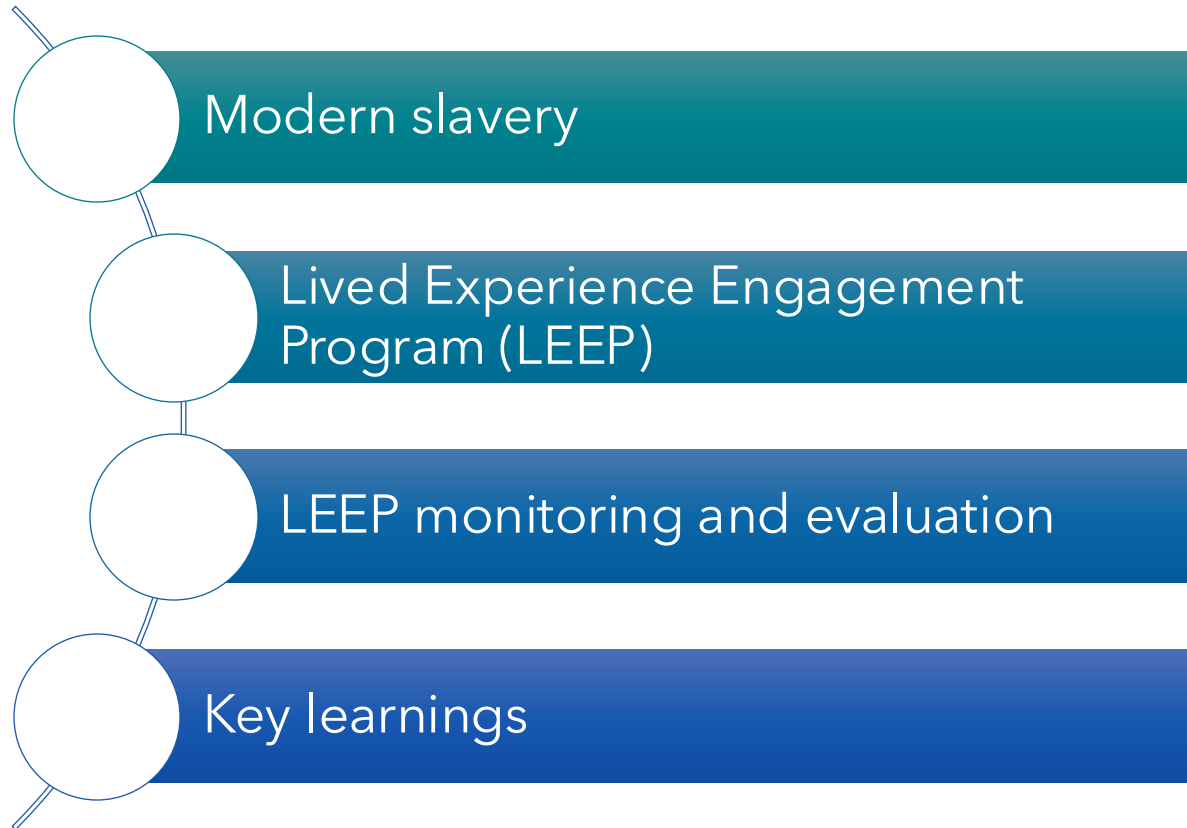 Modern slavery
Lived Experience Engagement
Program (LEEP)
LEEP monitoring and evaluation
Key learnings